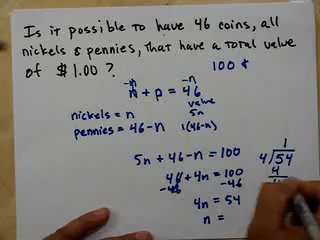 Is it possible to have 46 coins, all
nickels & pennies, that have a total value
of $1.00?
100 ¢
-n -n
n + p = 46
value
nickels = n 5n
pennies = 46-n 1(46-n)
5n + 46-n = 100
46 + 4n = 100
-46 -46
4n = 54
n =
1
4 54
4